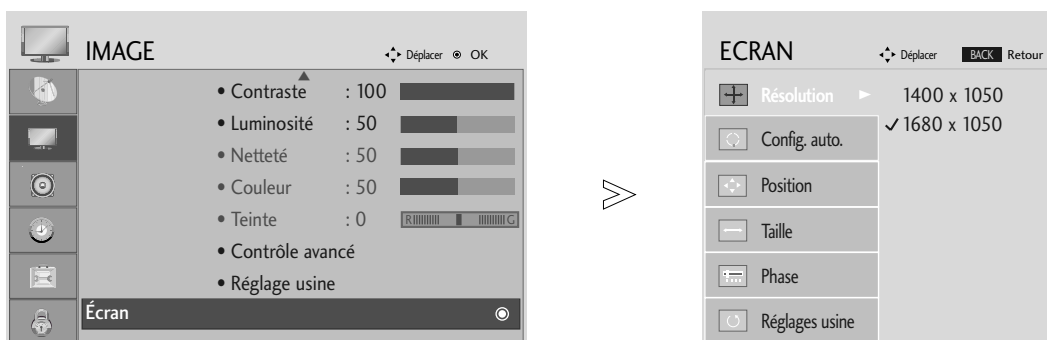 IMAGE
Déplacer OK
• Contraste : 100
• Luminosité : 50
• Netteté : 50
• Couleur : 50
• Teinte : 0 R G
• Contrôle avancé
• Réglage usine
Écran
ECRAN
Déplacer BACK Retour
Résolution
1400 x 1050
✓ 1680 x 1050
Config. auto.
Position
Taille
Phase
Réglages usine